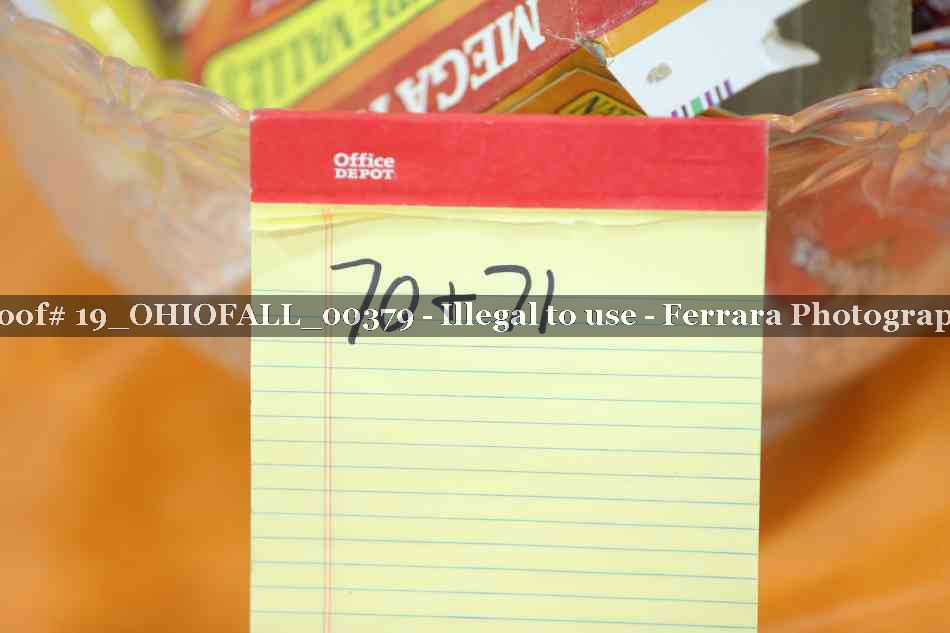 MEGA
Office
DEPOT
70 + 71
oof# 19_OHIOFALL_00379 - Illegal to use - Ferrara Photograp